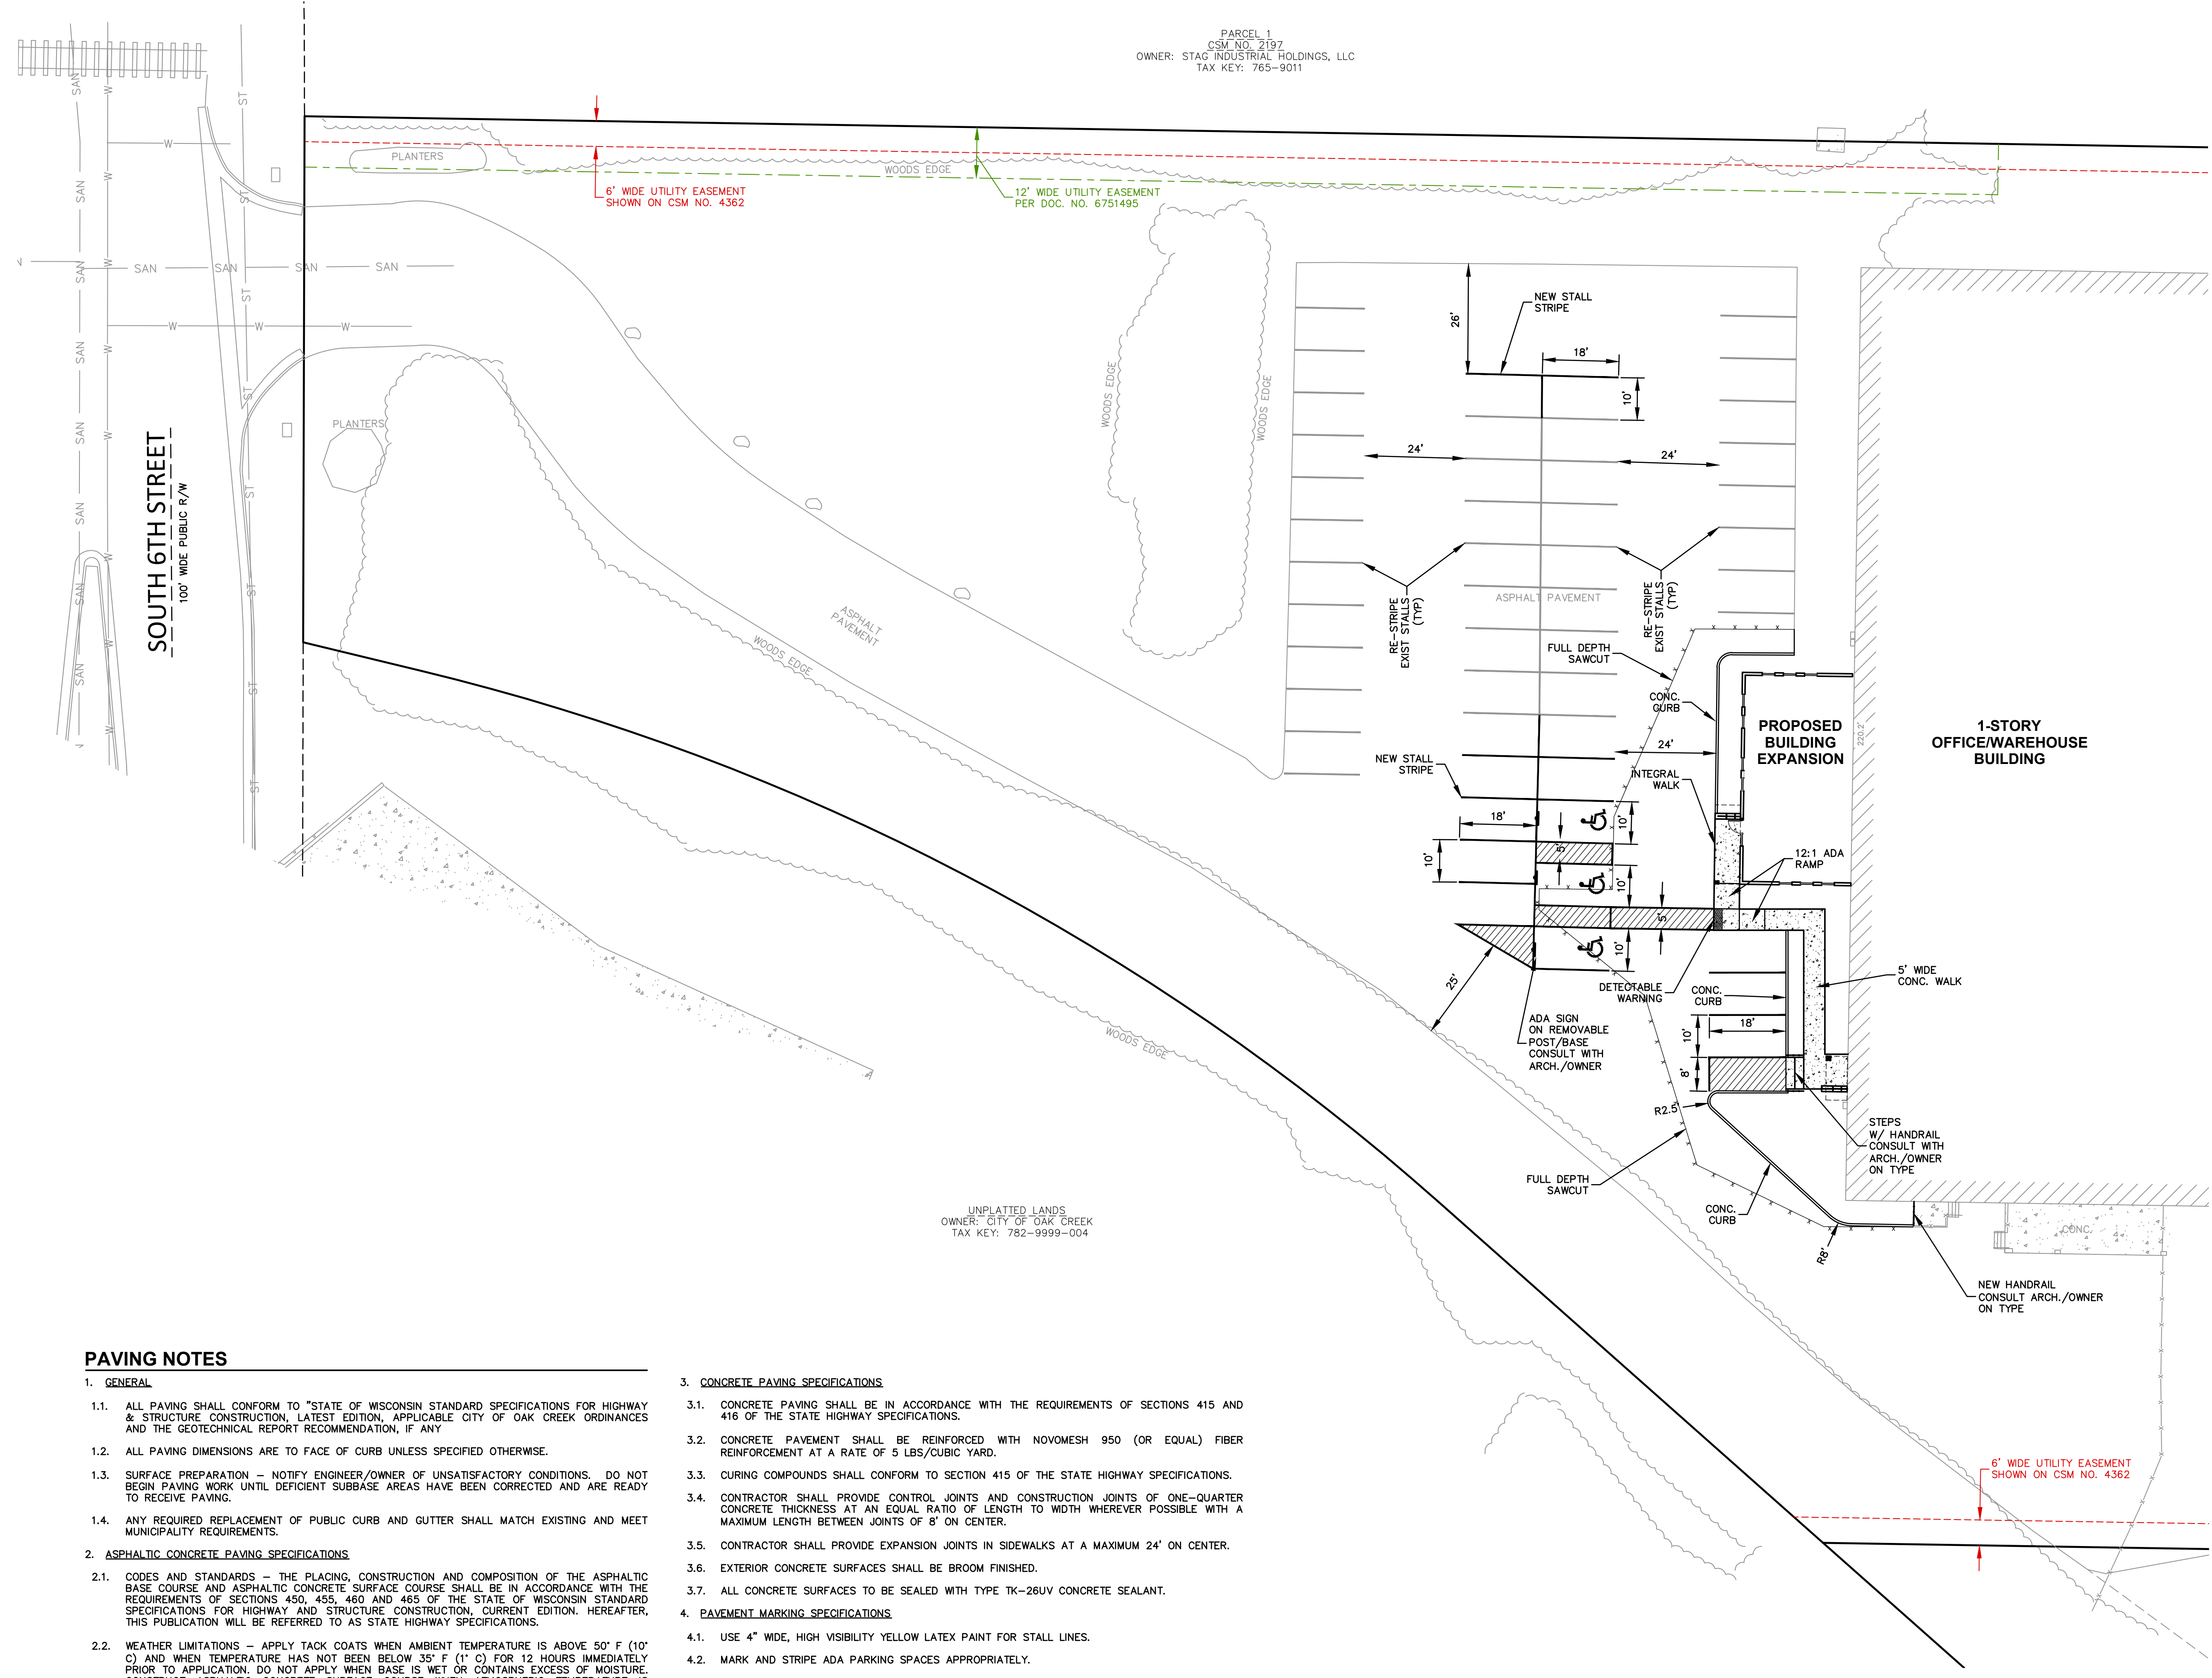 PARCEL 1
CSM NO. 2197
OWNER: STAG INDUSTRIAL HOLDINGS, LLC
TAX KEY: 765-9011
SAN
W
ST
W
SAN
W
ST
PLANTERS
WOODS EDGE
6' WIDE UTILITY EASEMENT
SHOWN ON CSM NO. 4362
12' WIDE UTILITY EASEMENT
PER DOC. NO. 6751495
SAN
W
ST
N
SAN
SAN
SAN
SAN
SAN
W
ST
W
W
W
SAN
W
ST
26'
NEW STALL
STRIPE
18'
10'
WOODS EDGE
WOODS EDGE
PLANTERS
SAN
W
SOUTH 6TH STREET
100' WIDE PUBLIC R/W
24'
24'
SAN
W
ST
SAN
ST
W
SAN
W
ST
N
ST
ASPHALT
PAVEMENT
WOODS EDGE
RE-STRIPE
EXIST STALLS
(TYP)
ASPHALT PAVEMENT
RE-STRIPE
EXIST STALLS
(TYP)
FULL DEPTH
SAWCUT
CONC.
CURB
PROPOSED
BUILDING
EXPANSION
220.2'
1-STORY
OFFICE/WAREHOUSE
BUILDING
24'
NEW STALL
STRIPE
INTEGRAL
WALK
18'
10'
5'
10'
10'
12:1 ADA
RAMP
5'
10'
25'
DETECTABLE
WARNING
CONC.
CURB
5' WIDE
CONC. WALK
ADA SIGN
ON REMOVABLE
POST/BASE
CONSULT WITH
ARCH./OWNER
10'
18'
8'
R2.5'
WOODS EDGE
STEPS
W/ HANDRAIL
CONSULT WITH
ARCH./OWNER
ON TYPE
FULL DEPTH
SAWCUT
CONC.
CURB
R8'
CONC.
UNPLATTED LANDS
OWNER: CITY OF OAK CREEK
TAX KEY: 782-9999-004
NEW HANDRAIL
CONSULT ARCH./OWNER
ON TYPE
6' WIDE UTILITY EASEMENT
SHOWN ON CSM NO. 4362
PAVING NOTES
1. GENERAL
1.1. ALL PAVING SHALL CONFORM TO "STATE OF WISCONSIN STANDARD SPECIFICATIONS FOR HIGHWAY
& STRUCTURE CONSTRUCTION, LATEST EDITION, APPLICABLE CITY OF OAK CREEK ORDINANCES
AND THE GEOTECHNICAL REPORT RECOMMENDATION, IF ANY
1.2. ALL PAVING DIMENSIONS ARE TO FACE OF CURB UNLESS SPECIFIED OTHERWISE.
1.3. SURFACE PREPARATION – NOTIFY ENGINEER/OWNER OF UNSATISFACTORY CONDITIONS. DO NOT
BEGIN PAVING WORK UNTIL DEFICIENT SUBBASE AREAS HAVE BEEN CORRECTED AND ARE READY
TO RECEIVE PAVING.
1.4. ANY REQUIRED REPLACEMENT OF PUBLIC CURB AND GUTTER SHALL MATCH EXISTING AND MEET
MUNICIPALITY REQUIREMENTS.
2. ASPHALTIC CONCRETE PAVING SPECIFICATIONS
2.1. CODES AND STANDARDS – THE PLACING, CONSTRUCTION AND COMPOSITION OF THE ASPHALTIC
BASE COURSE AND ASPHALTIC CONCRETE SURFACE COURSE SHALL BE IN ACCORDANCE WITH THE
REQUIREMENTS OF SECTIONS 450, 455, 460 AND 465 OF THE STATE OF WISCONSIN STANDARD
SPECIFICATIONS FOR HIGHWAY AND STRUCTURE CONSTRUCTION, CURRENT EDITION. HEREAFTER,
THIS PUBLICATION WILL BE REFERRED TO AS STATE HIGHWAY SPECIFICATIONS.
2.2. WEATHER LIMITATIONS – APPLY TACK COATS WHEN AMBIENT TEMPERATURE IS ABOVE 50° F (10°
C) AND WHEN TEMPERATURE HAS NOT BEEN BELOW 35° F (1° C) FOR 12 HOURS IMMEDIATELY
PRIOR TO APPLICATION. DO NOT APPLY WHEN BASE IS WET OR CONTAINS EXCESS OF MOISTURE.
3. CONCRETE PAVING SPECIFICATIONS
3.1. CONCRETE PAVING SHALL BE IN ACCORDANCE WITH THE REQUIREMENTS OF SECTIONS 415 AND
416 OF THE STATE HIGHWAY SPECIFICATIONS.
3.2. CONCRETE PAVEMENT SHALL BE REINFORCED WITH NOVOMESH 950 (OR EQUAL) FIBER
REINFORCEMENT AT A RATE OF 5 LBS/CUBIC YARD.
3.3. CURING COMPOUNDS SHALL CONFORM TO SECTION 415 OF THE STATE HIGHWAY SPECIFICATIONS.
3.4. CONTRACTOR SHALL PROVIDE CONTROL JOINTS AND CONSTRUCTION JOINTS OF ONE-QUARTER
CONCRETE THICKNESS AT AN EQUAL RATIO OF LENGTH TO WIDTH WHEREVER POSSIBLE WITH A
MAXIMUM LENGTH BETWEEN JOINTS OF 8' ON CENTER.
3.5. CONTRACTOR SHALL PROVIDE EXPANSION JOINTS IN SIDEWALKS AT A MAXIMUM 24' ON CENTER.
3.6. EXTERIOR CONCRETE SURFACES SHALL BE BROOM FINISHED.
3.7. ALL CONCRETE SURFACES TO BE SEALED WITH TYPE TK-26UV CONCRETE SEALANT.
4. PAVEMENT MARKING SPECIFICATIONS
4.1. USE 4" WIDE, HIGH VISIBILITY YELLOW LATEX PAINT FOR STALL LINES.
4.2. MARK AND STRIPE ADA PARKING SPACES APPROPRIATELY.